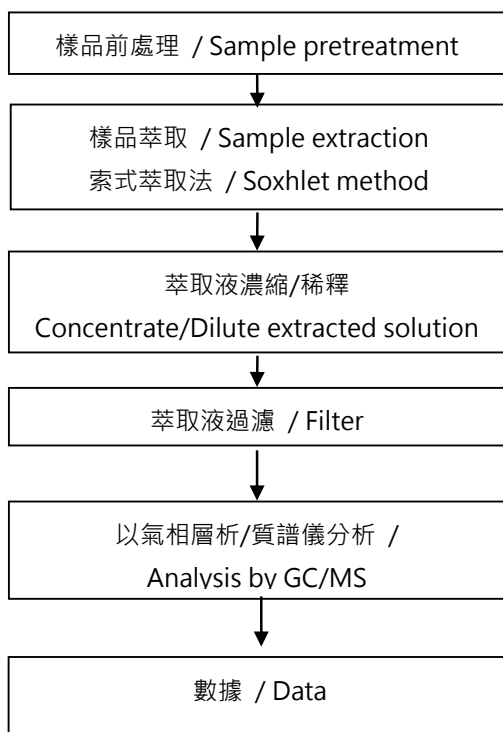 樣品前處理 / Sample pretreatment
樣品萃取 / Sample extraction
索式萃取法 / Soxhlet method
萃取液濃縮/稀釋
Concentrate/Dilute extracted solution
萃取液過濾 / Filter
以氣相層析/質譜儀分析 /
Analysis by GC/MS
數據 / Data